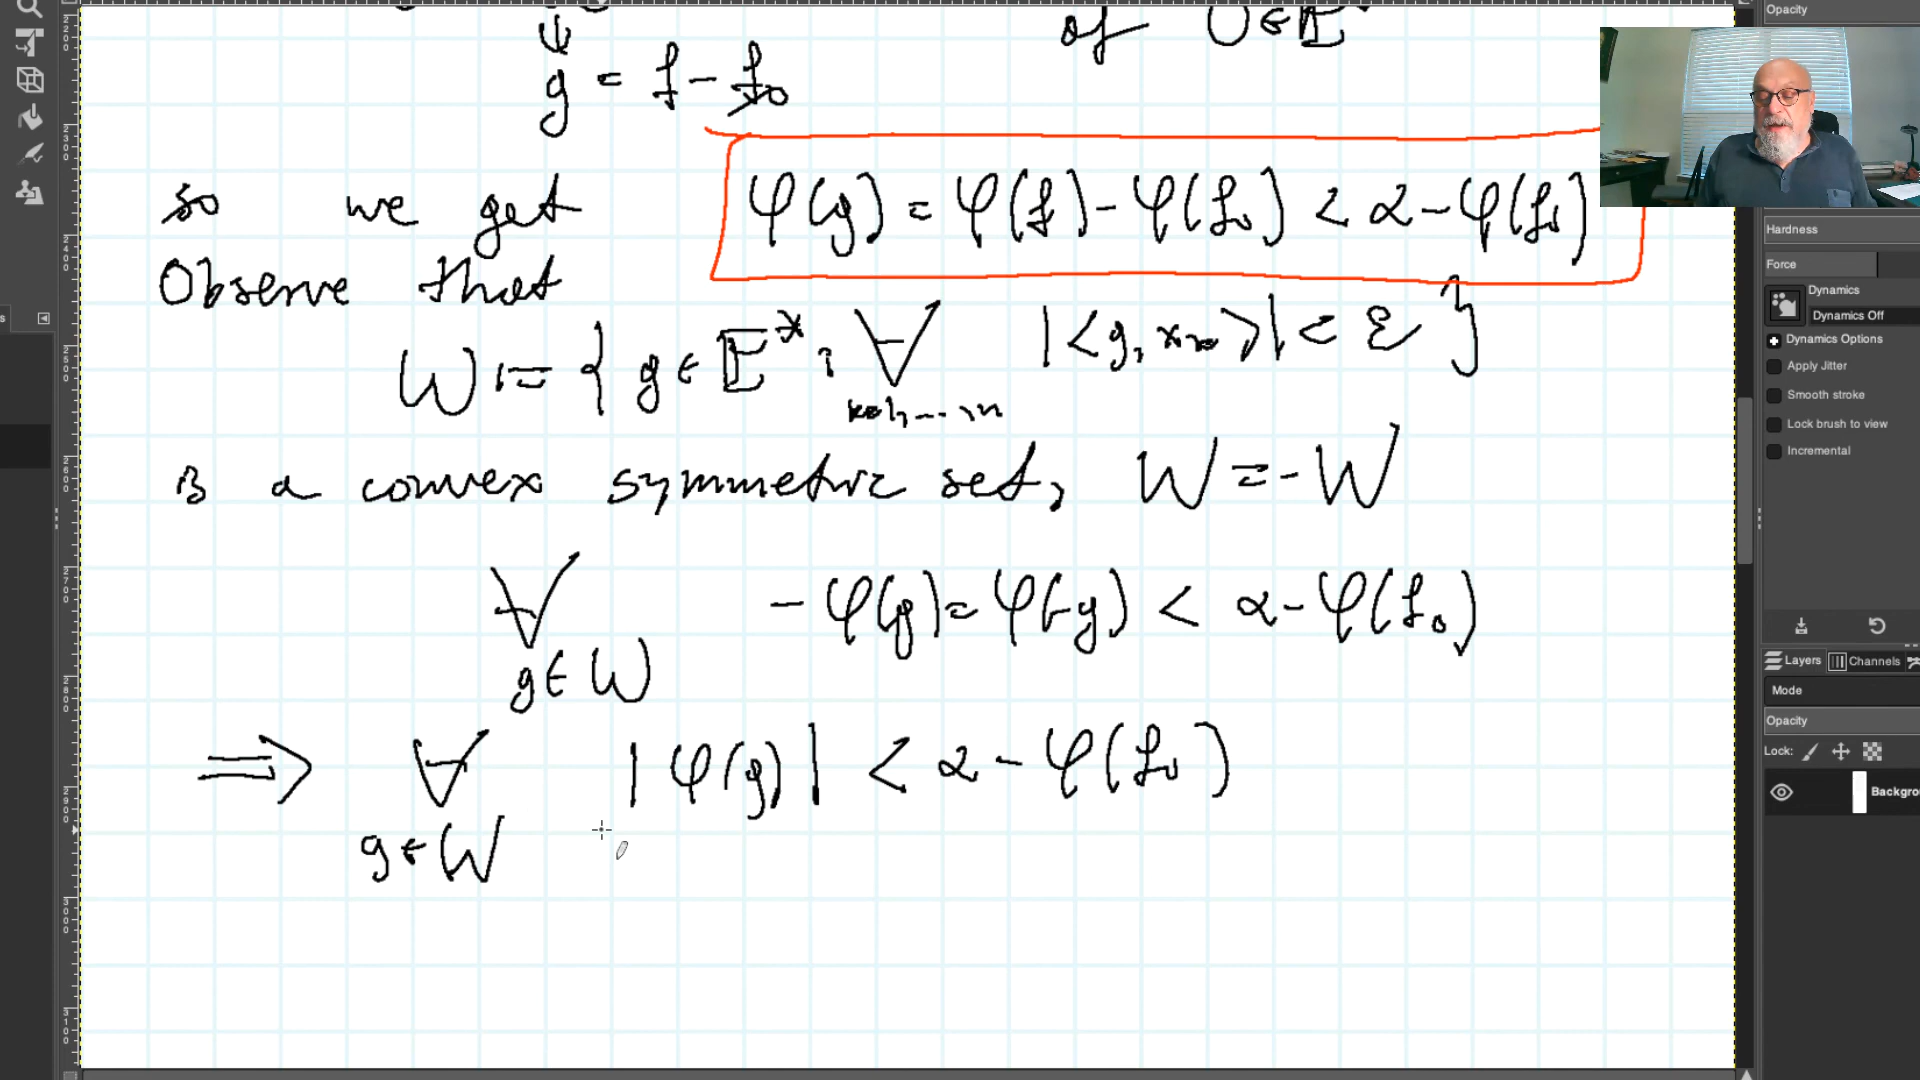 of U ∈ E
g = f - f₀
so we get φ(g) = φ(f) - φ(f₀) < α - φ(f₀)
Observe that
W := { g ∈ E*, ∀ |<g, xₖ>| < ε }
k=1,...,n
is a convex symmetric set, W = -W
∀ -φ(g) = φ(-g) < α - φ(f₀)
g ∈ W
⟹ ∀ |φ(g)| < α - φ(f₀)
g ∈ W
Opacity
Hardness
Force
Dynamics
Dynamics Off
Dynamics Options
Apply Jitter
Smooth stroke
Lock brush to view
Incremental
Layers Channels
Mode
Opacity
Lock:
Backgro